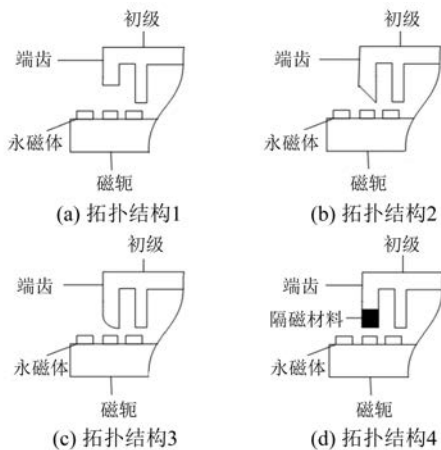 初级
端齿
永磁体
磁轭
(a) 拓扑结构1
初级
端齿
永磁体
磁轭
(b) 拓扑结构2
初级
端齿
永磁体
磁轭
(c) 拓扑结构3
初级
端齿
隔磁材料
永磁体
磁轭
(d) 拓扑结构4